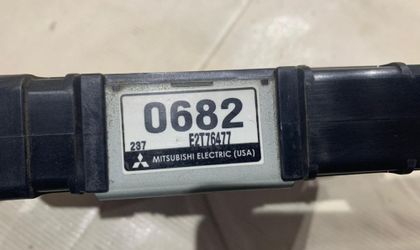 0682
237 E2T76477
MITSUBISHI ELECTRIC (USA)